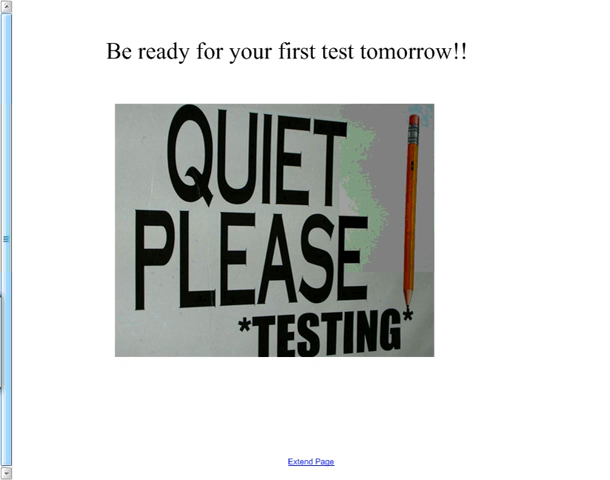 Be ready for your first test tomorrow!!
QUIET
PLEASE
*TESTING*
Extend Page